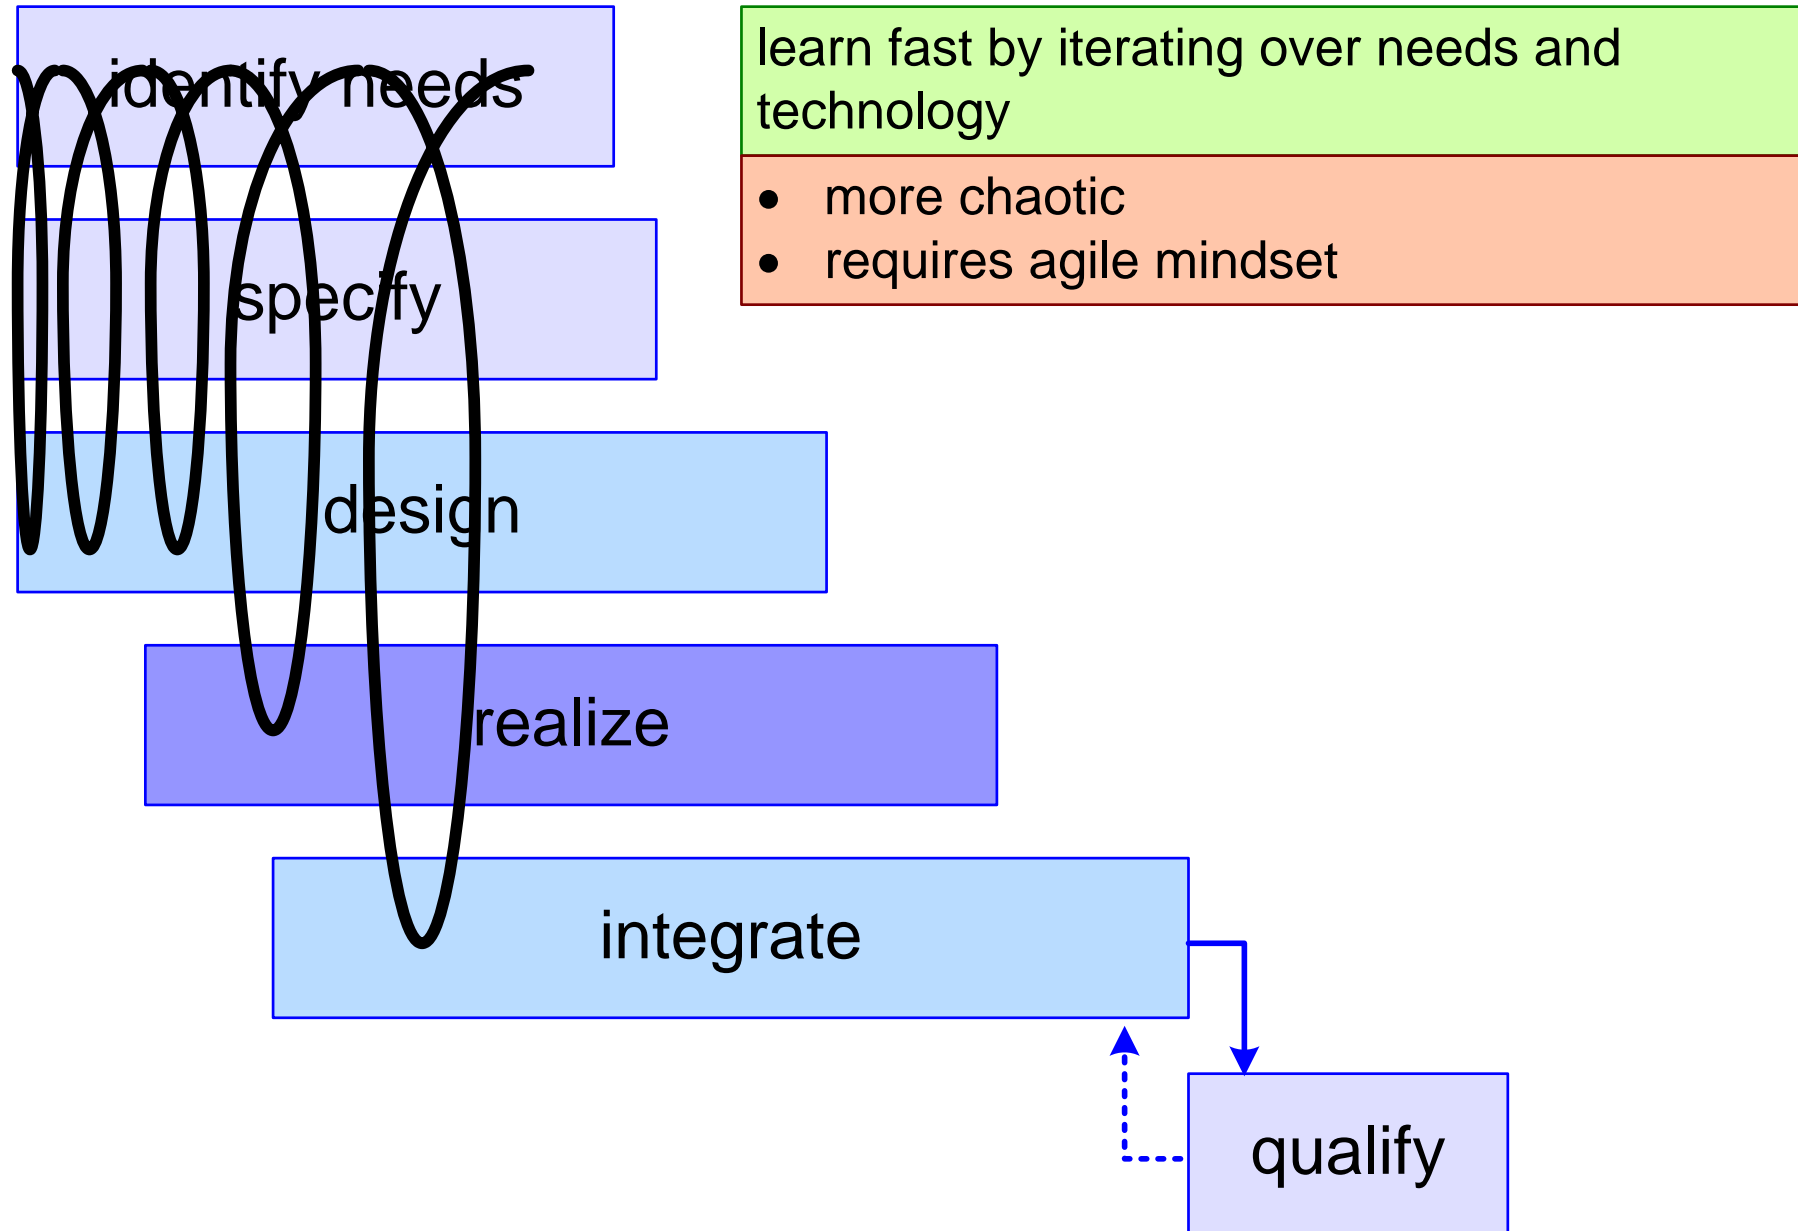 identify needs
learn fast by iterating over needs and
technology
• more chaotic
• requires agile mindset
specify
design
realize
integrate
qualify